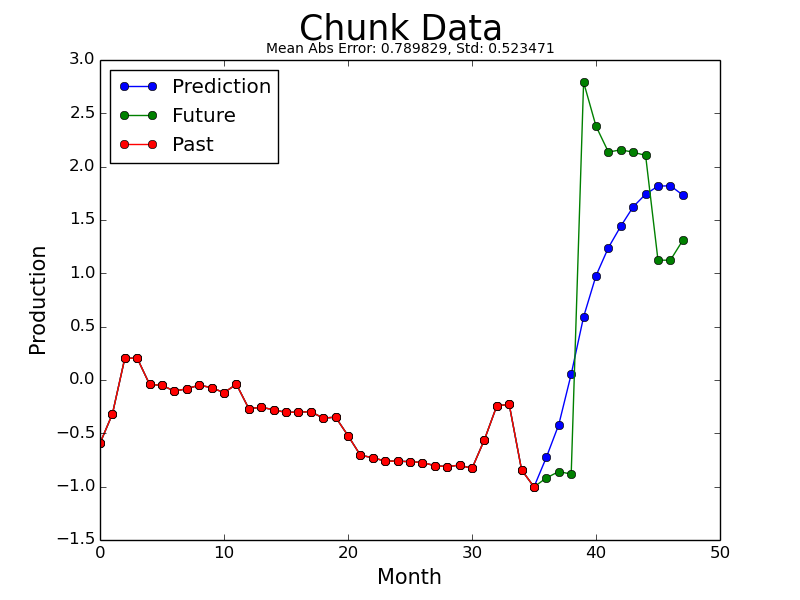 Chunk Data
Mean Abs Error: 0.789829, Std: 0.523471
3.0
2.5
2.0
1.5
1.0
0.5
0.0
−0.5
−1.0
−1.5
Production
Prediction
Future
Past
0 10 20 30 40 50
Month